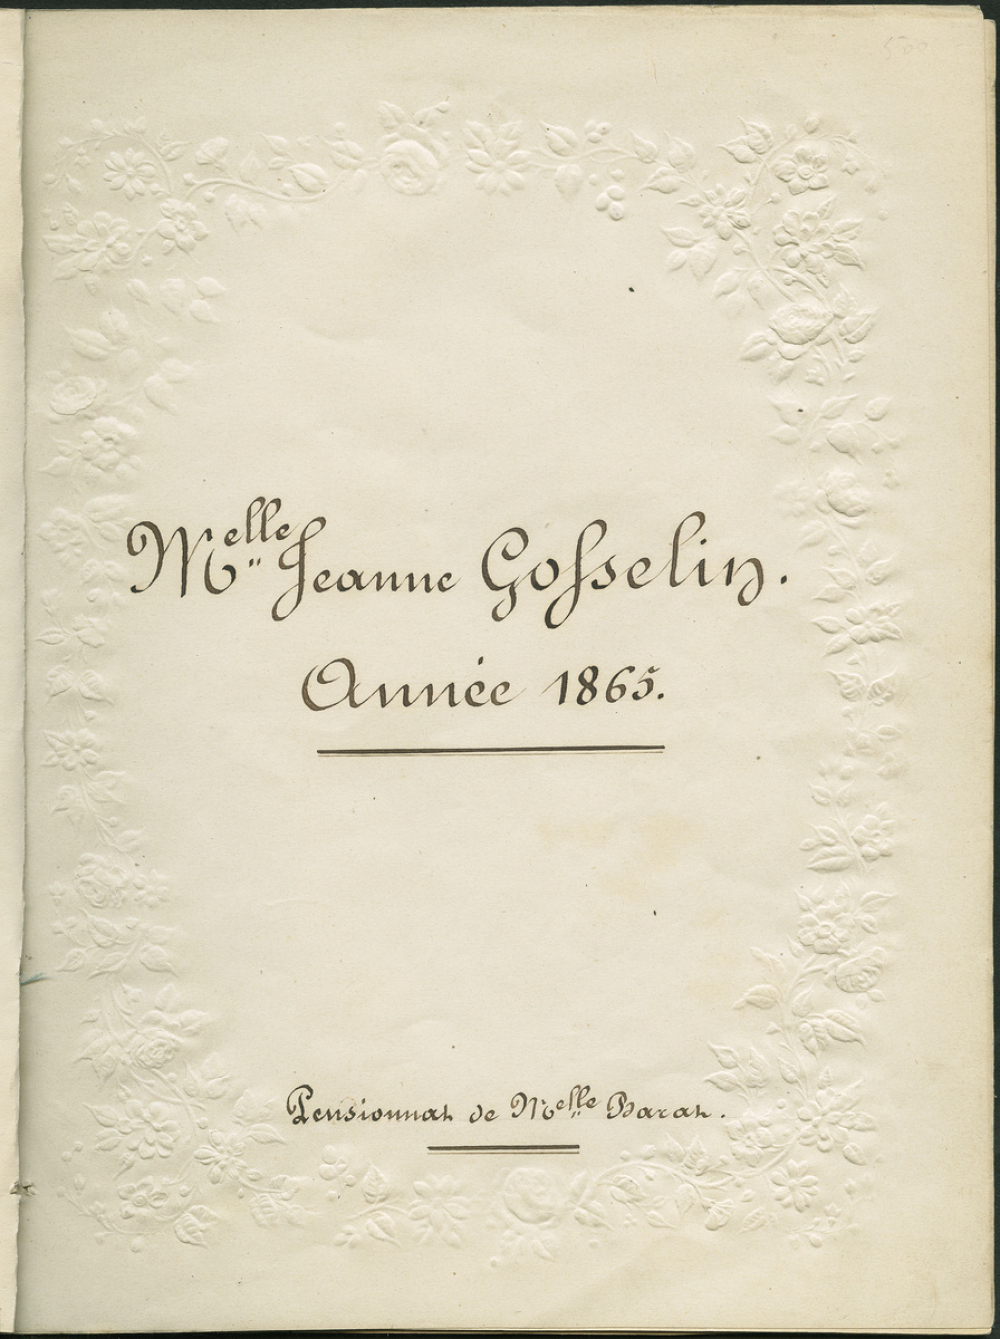 Melle Jeanne Gosselin.
Année 1865.
Pensionnat de Melle Barat.